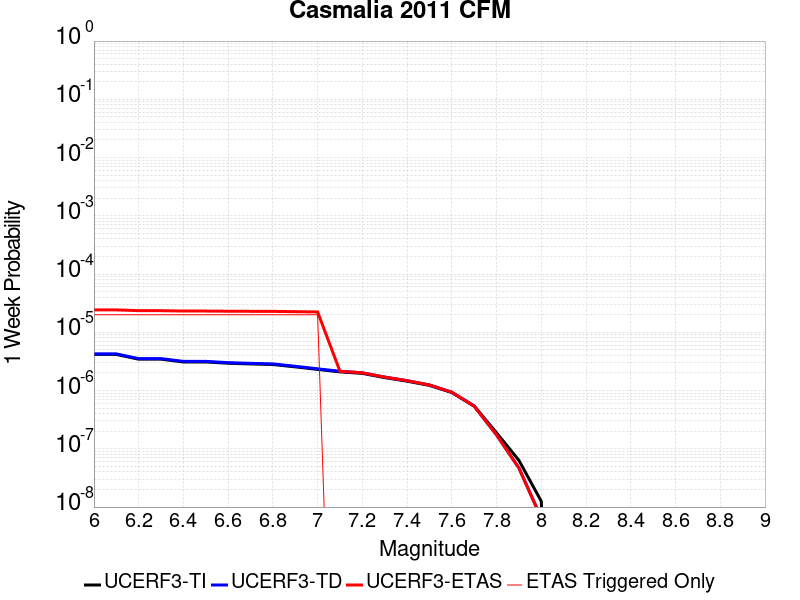 Casmalia 2011 CFM
10^0
10^-1
10^-2
10^-3
10^-4
10^-5
10^-6
10^-7
10^-8
1 Week Probability
6 6.2 6.4 6.6 6.8 7 7.2 7.4 7.6 7.8 8 8.2 8.4 8.6 8.8 9
Magnitude
UCERF3-TI UCERF3-TD UCERF3-ETAS ETAS Triggered Only